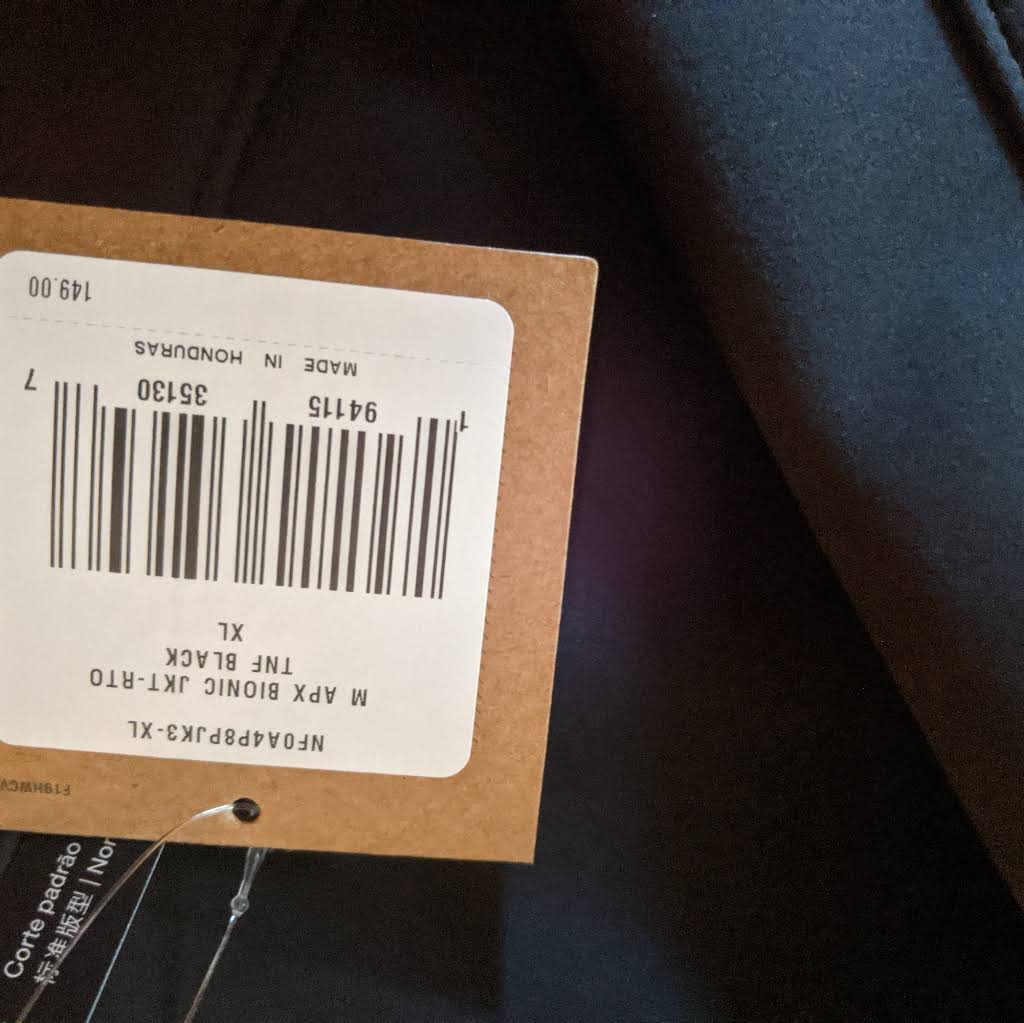 NF0A4P8PJK3-XL
M APX BIONIC JKT-RTO
TNF BLACK
XL
1 94115 35130 7
MADE IN HONDURAS
149.00
Corte padrão
标准版型 | Nor